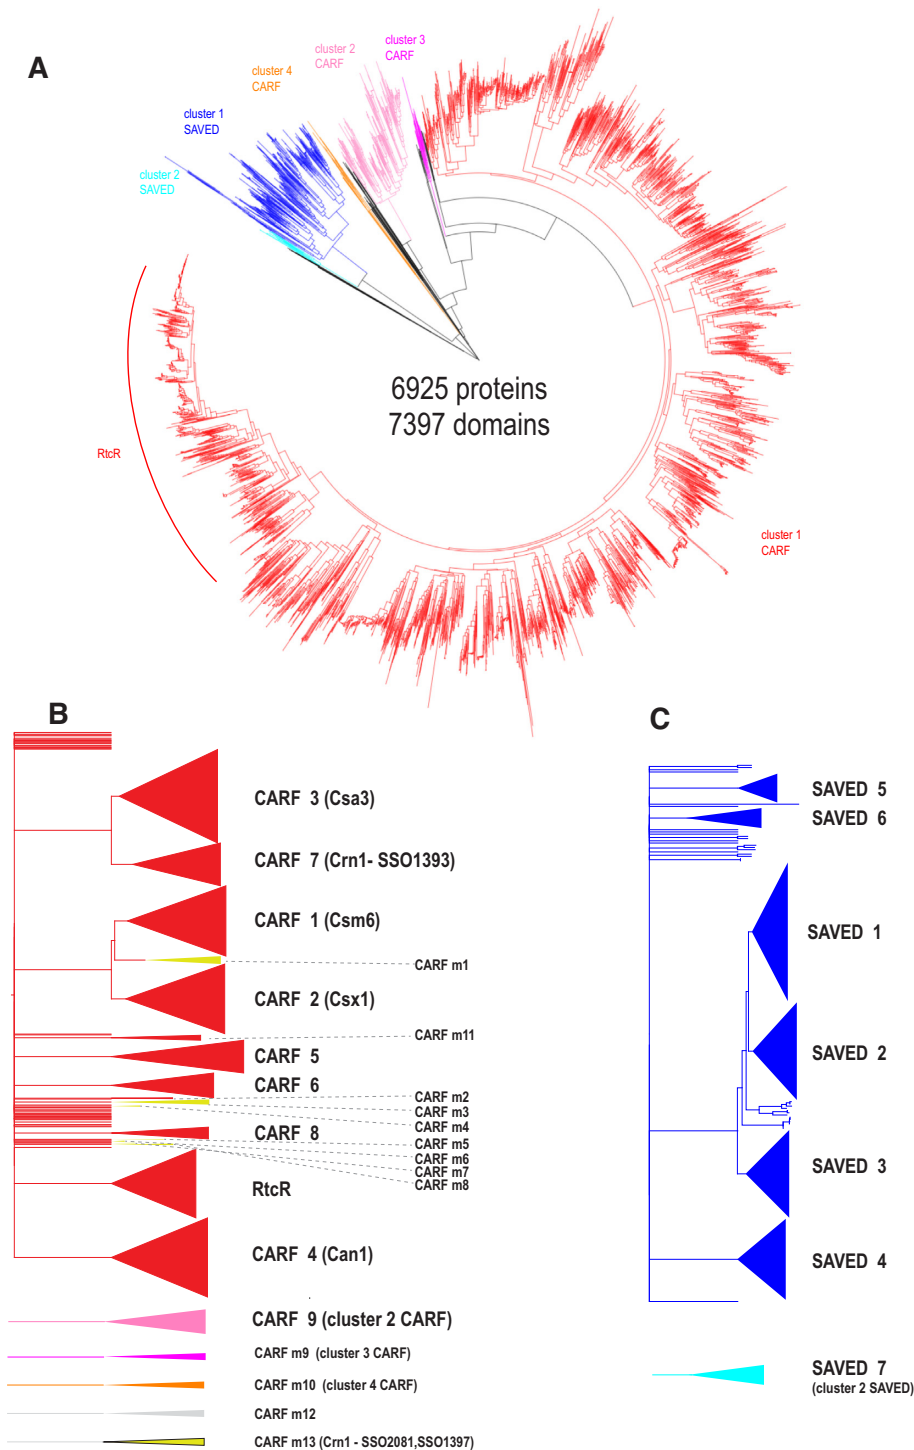 A
cluster 3
CARF
cluster 2
CARF
cluster 4
CARF
cluster 1
SAVED
cluster 2
SAVED
6925 proteins
7397 domains
RtcR
cluster 1
CARF
B
CARF 3 (Csa3)
CARF 7 (Crn1- SSO1393)
CARF 1 (Csm6)
CARF m1
CARF 2 (Csx1)
CARF m11
CARF 5
CARF 6
CARF m2
CARF m3
CARF m4
CARF 8
CARF m5
CARF m6
CARF m7
CARF m8
RtcR
CARF 4 (Can1)
CARF 9 (cluster 2 CARF)
CARF m9 (cluster 3 CARF)
CARF m10 (cluster 4 CARF)
CARF m12
CARF m13 (Crn1 - SSO2081,SSO1397)
C
SAVED 5
SAVED 6
SAVED 1
SAVED 2
SAVED 3
SAVED 4
SAVED 7
(cluster 2 SAVED)